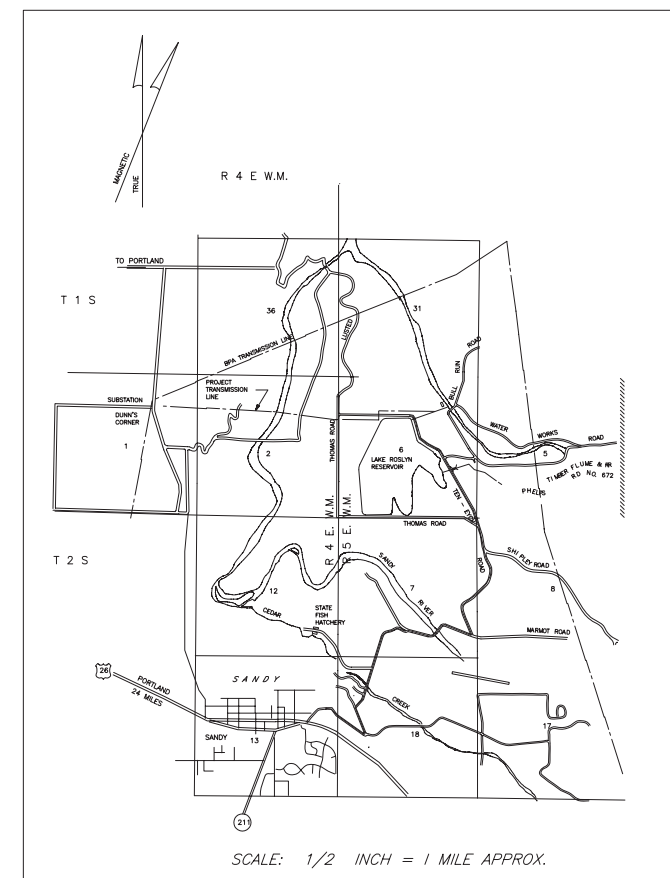 MAGNETIC
TRUE
R 4 E W.M.
TO PORTLAND
T 1 S
36
31
BPA TRANSMISSION LINE
LUSTED
BULL RUN ROAD
SUBSTATION
DUNN'S
CORNER
PROJECT
TRANSMISSION
LINE
1
2
THOMAS ROAD
6
LAKE ROSLYN
RESERVOIR
WATER WORKS ROAD
5
TIMBER FLUME & RR
RD NO. 672
PHELPS
TEN - EYCK
ROAD
R 4 E. W.M.
R 5 E. W.M.
THOMAS ROAD
T 2 S
SANDY
RIVER
SHIPLEY ROAD
12
7
8
CEDAR
STATE
FISH
HATCHERY
MARMOT ROAD
26
PORTLAND
24 MILES
SANDY
CREEK
SANDY
13
18
17
211
SCALE: 1/2 INCH = 1 MILE APPROX.